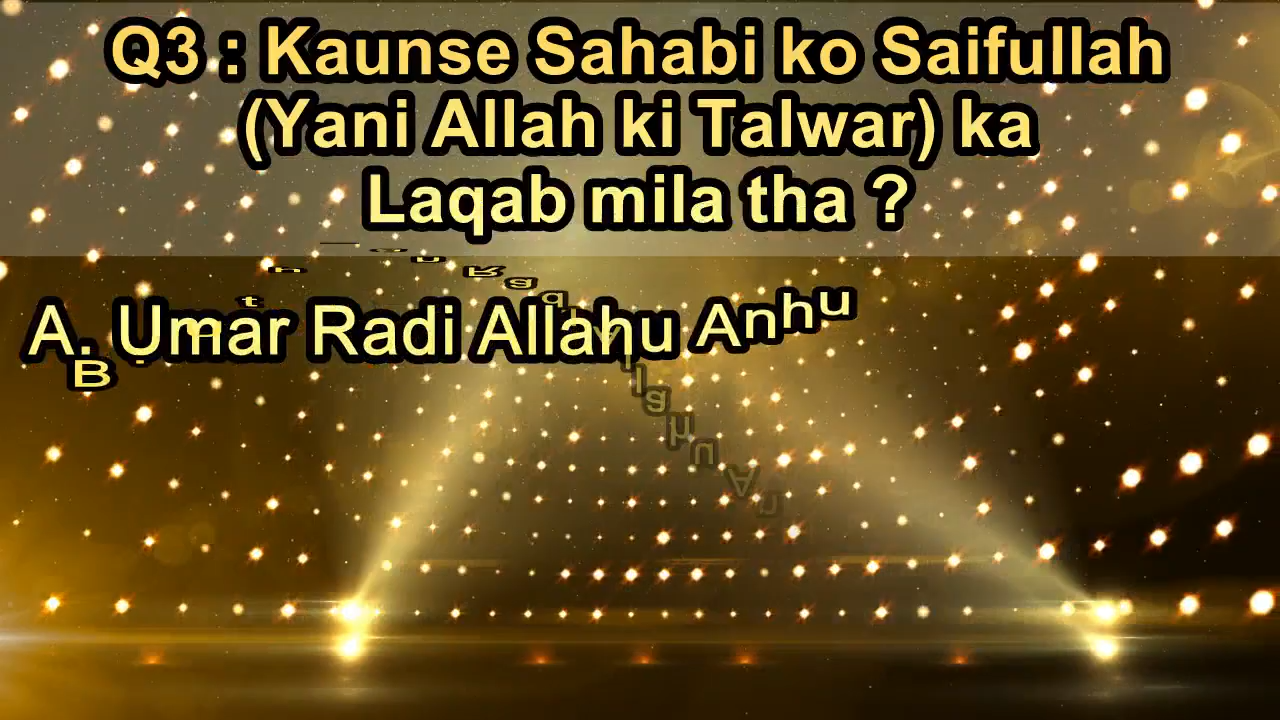 Q3 : Kaunse Sahabi ko Saifullah
(Yani Allah ki Talwar) ka
Laqab mila tha ?
A. Umar Radi Allahu Anhu
B